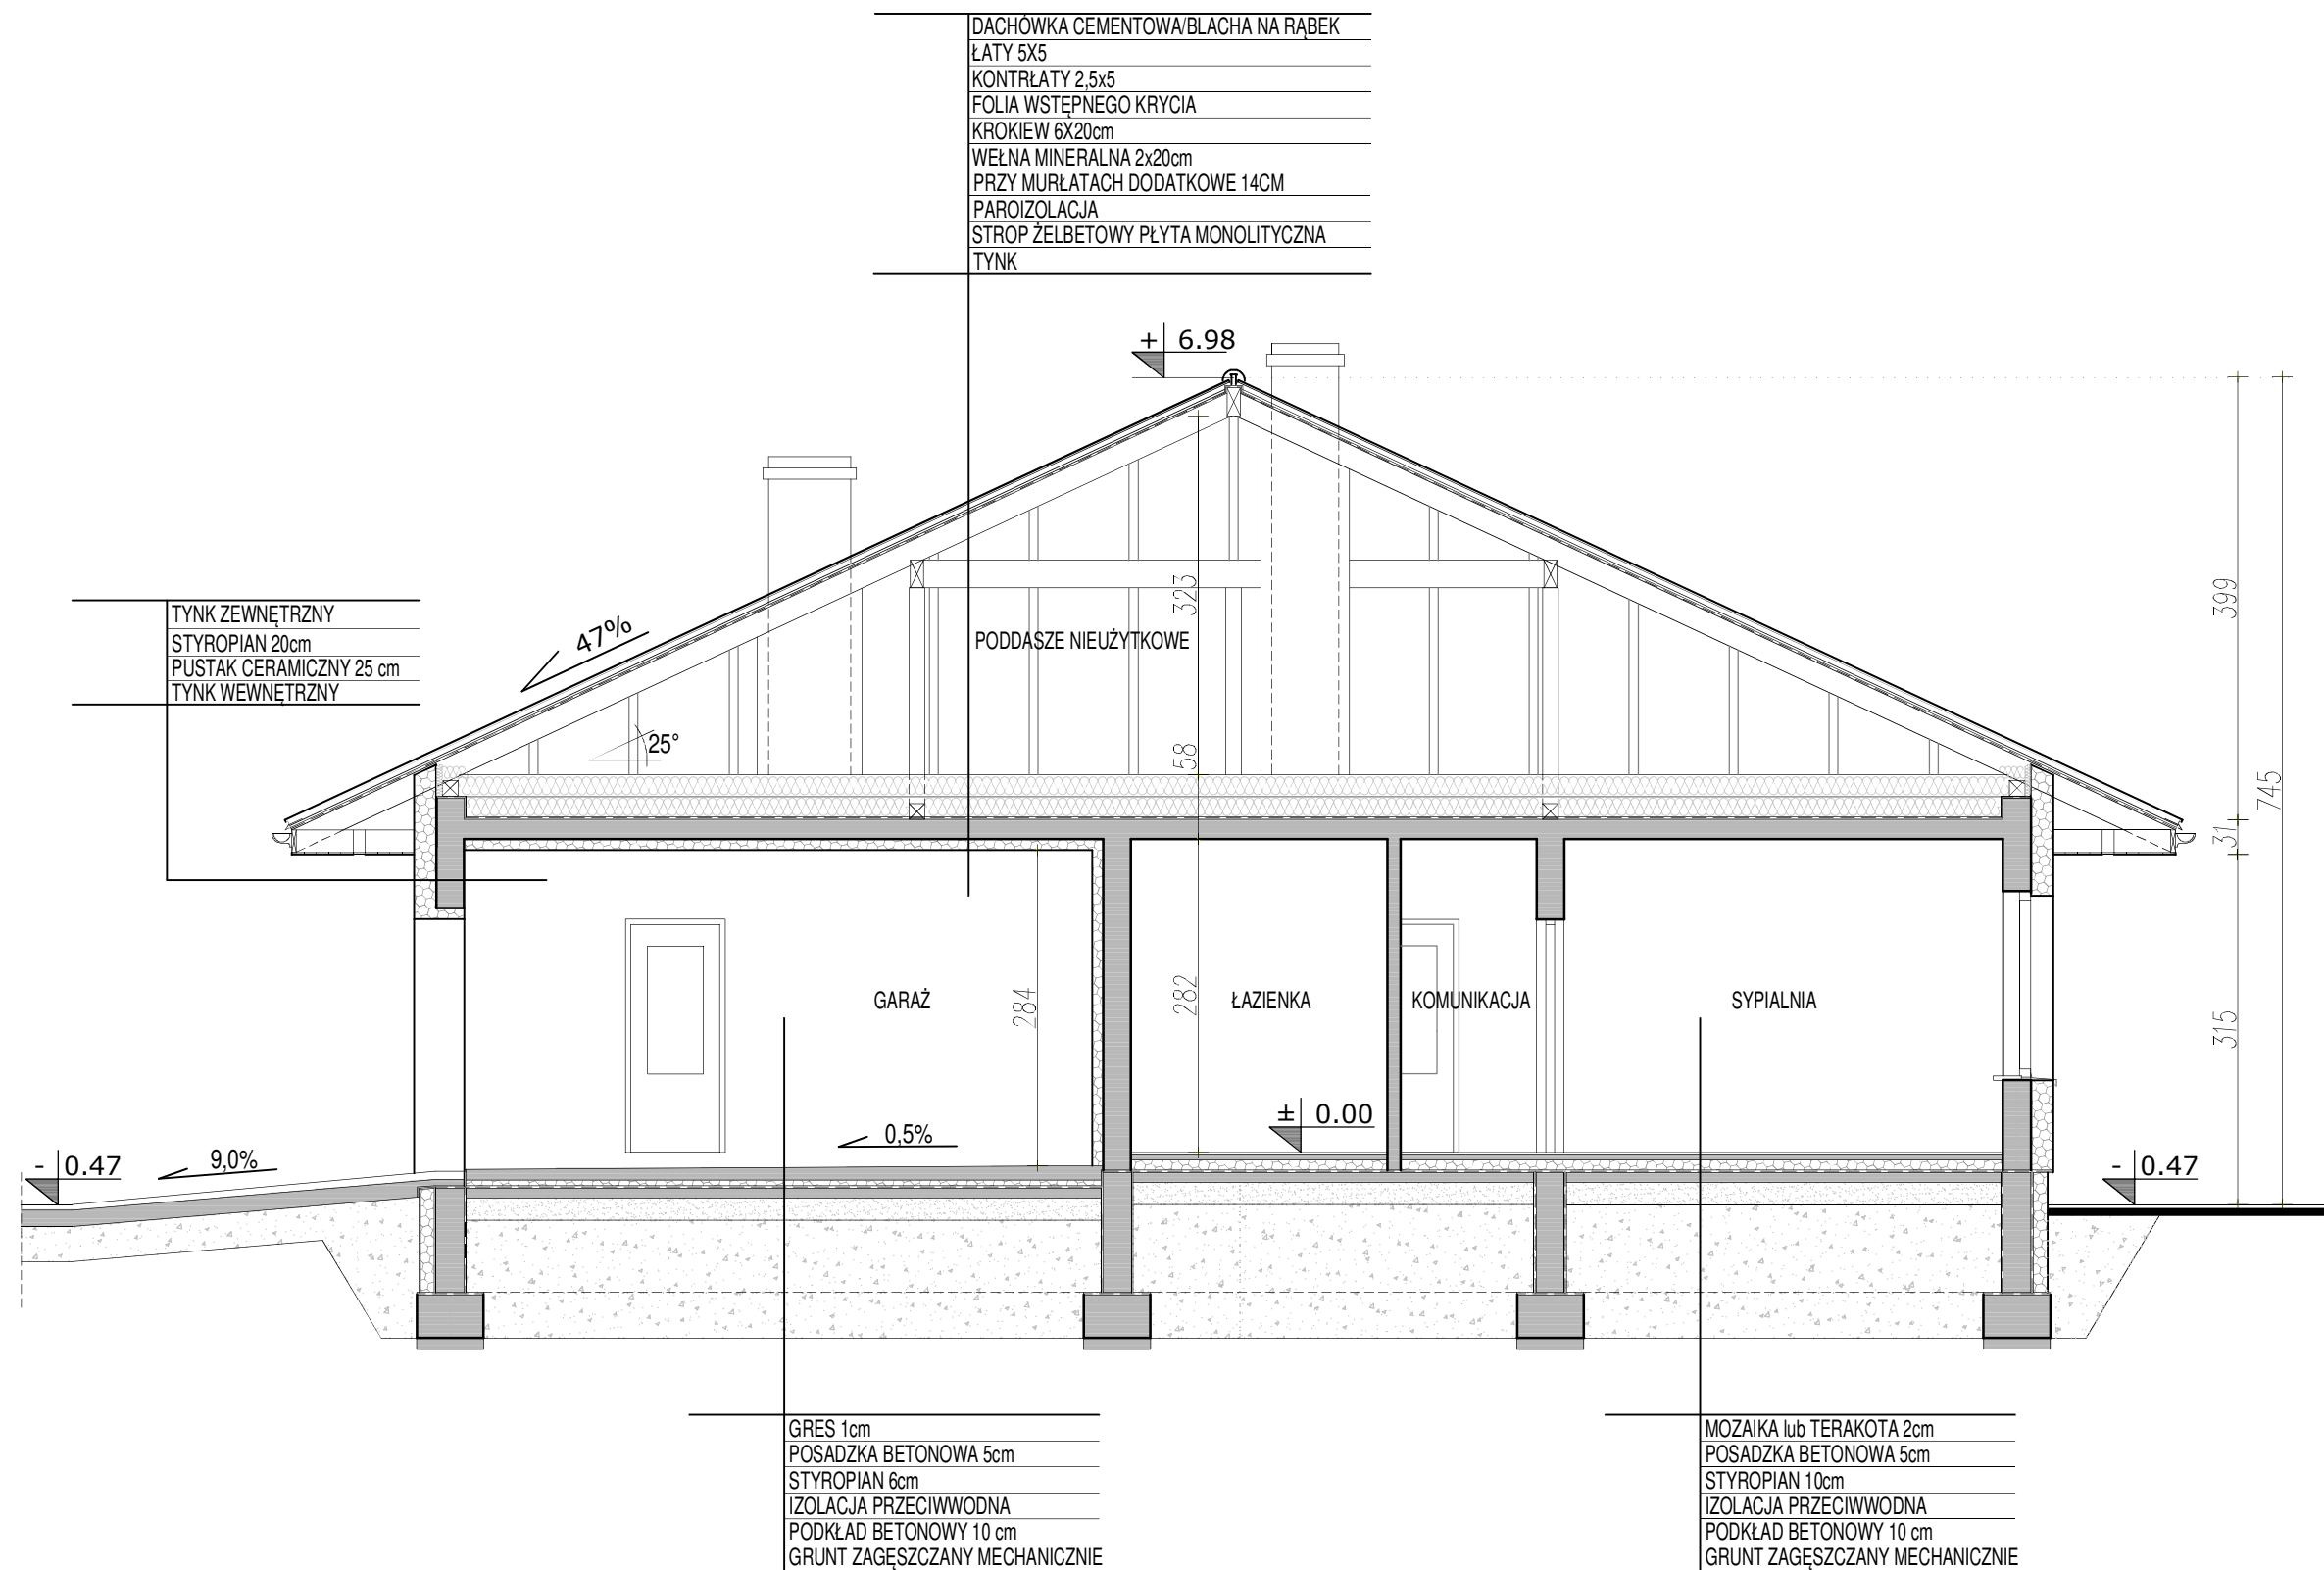 DACHÓWKA CEMENTOWA/BLACHA NA RĄBEK
ŁATY 5X5
KONTRŁATY 2,5x5
FOLIA WSTĘPNEGO KRYCIA
KROKIEW 6X20cm
WEŁNA MINERALNA 2x20cm
PRZY MURŁATACH DODATKOWE 14CM
PAROIZOLACJA
STROP ŻELBETOWY PŁYTA MONOLITYCZNA
TYNK
+ 6.98
TYNK ZEWNĘTRZNY
STYROPIAN 20cm
PUSTAK CERAMICZNY 25 cm
TYNK WEWNĘTRZNY
47%
25°
PODDASZE NIEUŻYTKOWE
323
58
399
745
31
315
GARAŻ
284
282
ŁAZIENKA
KOMUNIKACJA
SYPIALNIA
± 0.00
0,5%
9,0%
- 0.47
- 0.47
GRES 1cm
POSADZKA BETONOWA 5cm
STYROPIAN 6cm
IZOLACJA PRZECIWWODNA
PODKŁAD BETONOWY 10 cm
GRUNT ZAGĘSZCZANY MECHANICZNIE
MOZAIKA lub TERAKOTA 2cm
POSADZKA BETONOWA 5cm
STYROPIAN 10cm
IZOLACJA PRZECIWWODNA
PODKŁAD BETONOWY 10 cm
GRUNT ZAGĘSZCZANY MECHANICZNIE